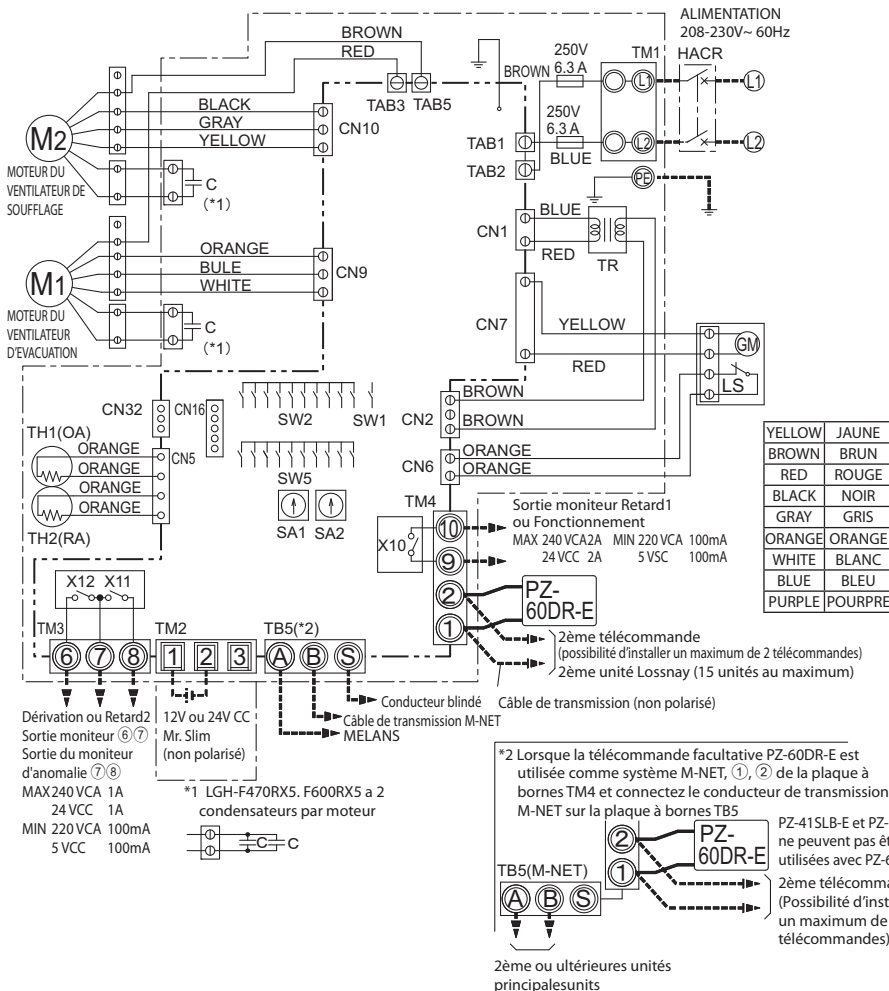 ALIMENTATION
208-230V~ 60Hz
BROWN
RED
250V
6.3 A
BROWN
TM1
HACR
L1
L1
TAB3
TAB5
BLACK
GRAY
YELLOW
CN10
M2
MOTEUR DU
VENTILATEUR DE
SOUFFLAGE
C
(*1)
TAB1
TAB2
250V
6.3 A
BLUE
L2
L2
PE
CN1
BLUE
RED
TR
ORANGE
BULE
WHITE
CN9
M1
MOTEUR DU
VENTILATEUR
D'EVACUATION
C
(*1)
CN7
YELLOW
RED
GM
LS
CN32
CN16
SW2
SW1
CN2
BROWN
BROWN
TH1(OA)
ORANGE
ORANGE
ORANGE
ORANGE
TH2(RA)
CN5
SW5
SA1
SA2
CN6
ORANGE
ORANGE
TM4
X10
10
9
2
1
Sortie moniteur Retard1
ou Fonctionnement
MAX 240 VCA2A MIN 220 VCA 100mA
24 VCC 2A 5 VSC 100mA
YELLOW JAUNE
BROWN BRUN
RED ROUGE
BLACK NOIR
GRAY GRIS
ORANGE ORANGE
WHITE BLANC
BLUE BLEU
PURPLE POURPRE
PZ-
60DR-E
2ème télécommande
(possibilité d'installer un maximum de 2 télécommandes)
2ème unité Lossnay (15 unités au maximum)
Câble de transmission (non polarisé)
X12 X11
TM3
6 7 8
TM2
1 2 3
TB5(*2)
A B S
Conducteur blindé
Câble de transmission M-NET
MELANS
Dérivation ou Retard2
Sortie moniteur ⑥⑦
Sortie du moniteur
d'anomalie ⑦⑧
MAX 240 VCA 1A
24 VCC 1A
MIN 220 VCA 100mA
5 VCC 100mA
12V ou 24V CC
Mr. Slim
(non polarisé)
*1 LGH-F470RX5. F600RX5 a 2
condensateurs par moteur
C C
*2 Lorsque la télécommande facultative PZ-60DR-E est
utilisée comme système M-NET, ①, ② de la plaque à
bornes TM4 et connectez le conducteur de transmission
M-NET sur la plaque à bornes TB5
2
1
PZ-
60DR-E
PZ-41SLB-E et PZ-
ne peuvent pas
utilisées avec
2ème
(Possibilité
un maximum de
télécommandes)
TB5(M-NET)
A B S
2ème ou ultérieures unités
principalesunits